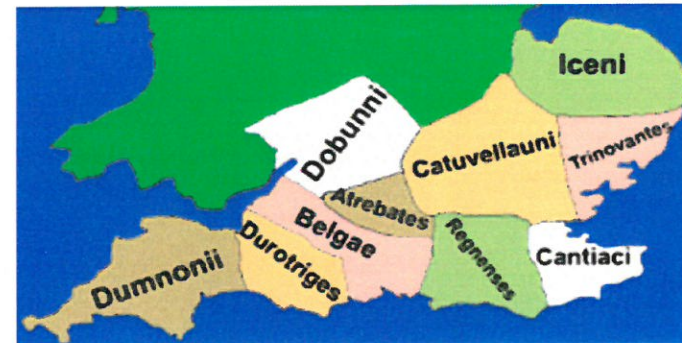 Iceni
Dobunni
Catuvellauni
Trinovantes
Atrebates
Belgae
Regnenses
Cantiaci
Durotriges
Dumnonii